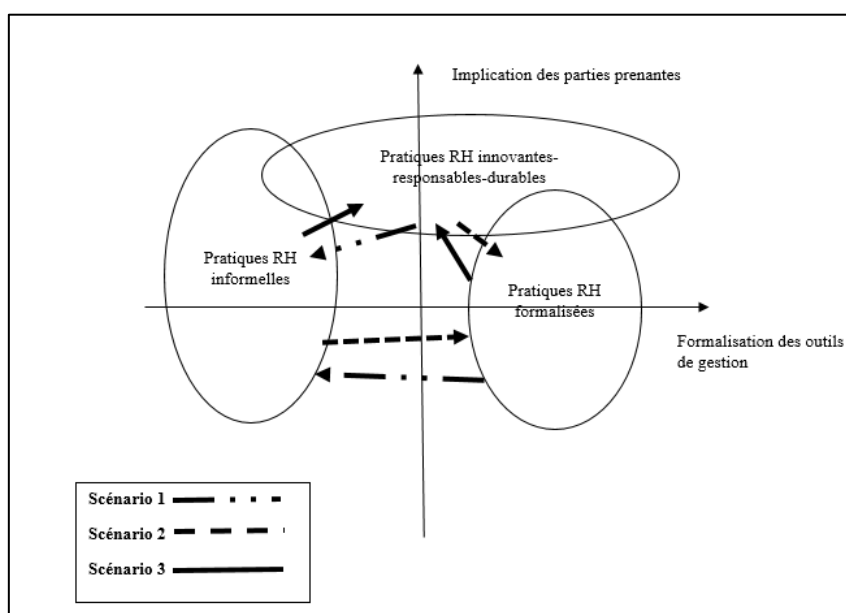 Implication des parties prenantes
Pratiques RH innovantes-
responsables-durables
Pratiques RH
informelles
Pratiques RH
formalisées
Formalisation des outils
de gestion
Scénario 1
Scénario 2
Scénario 3